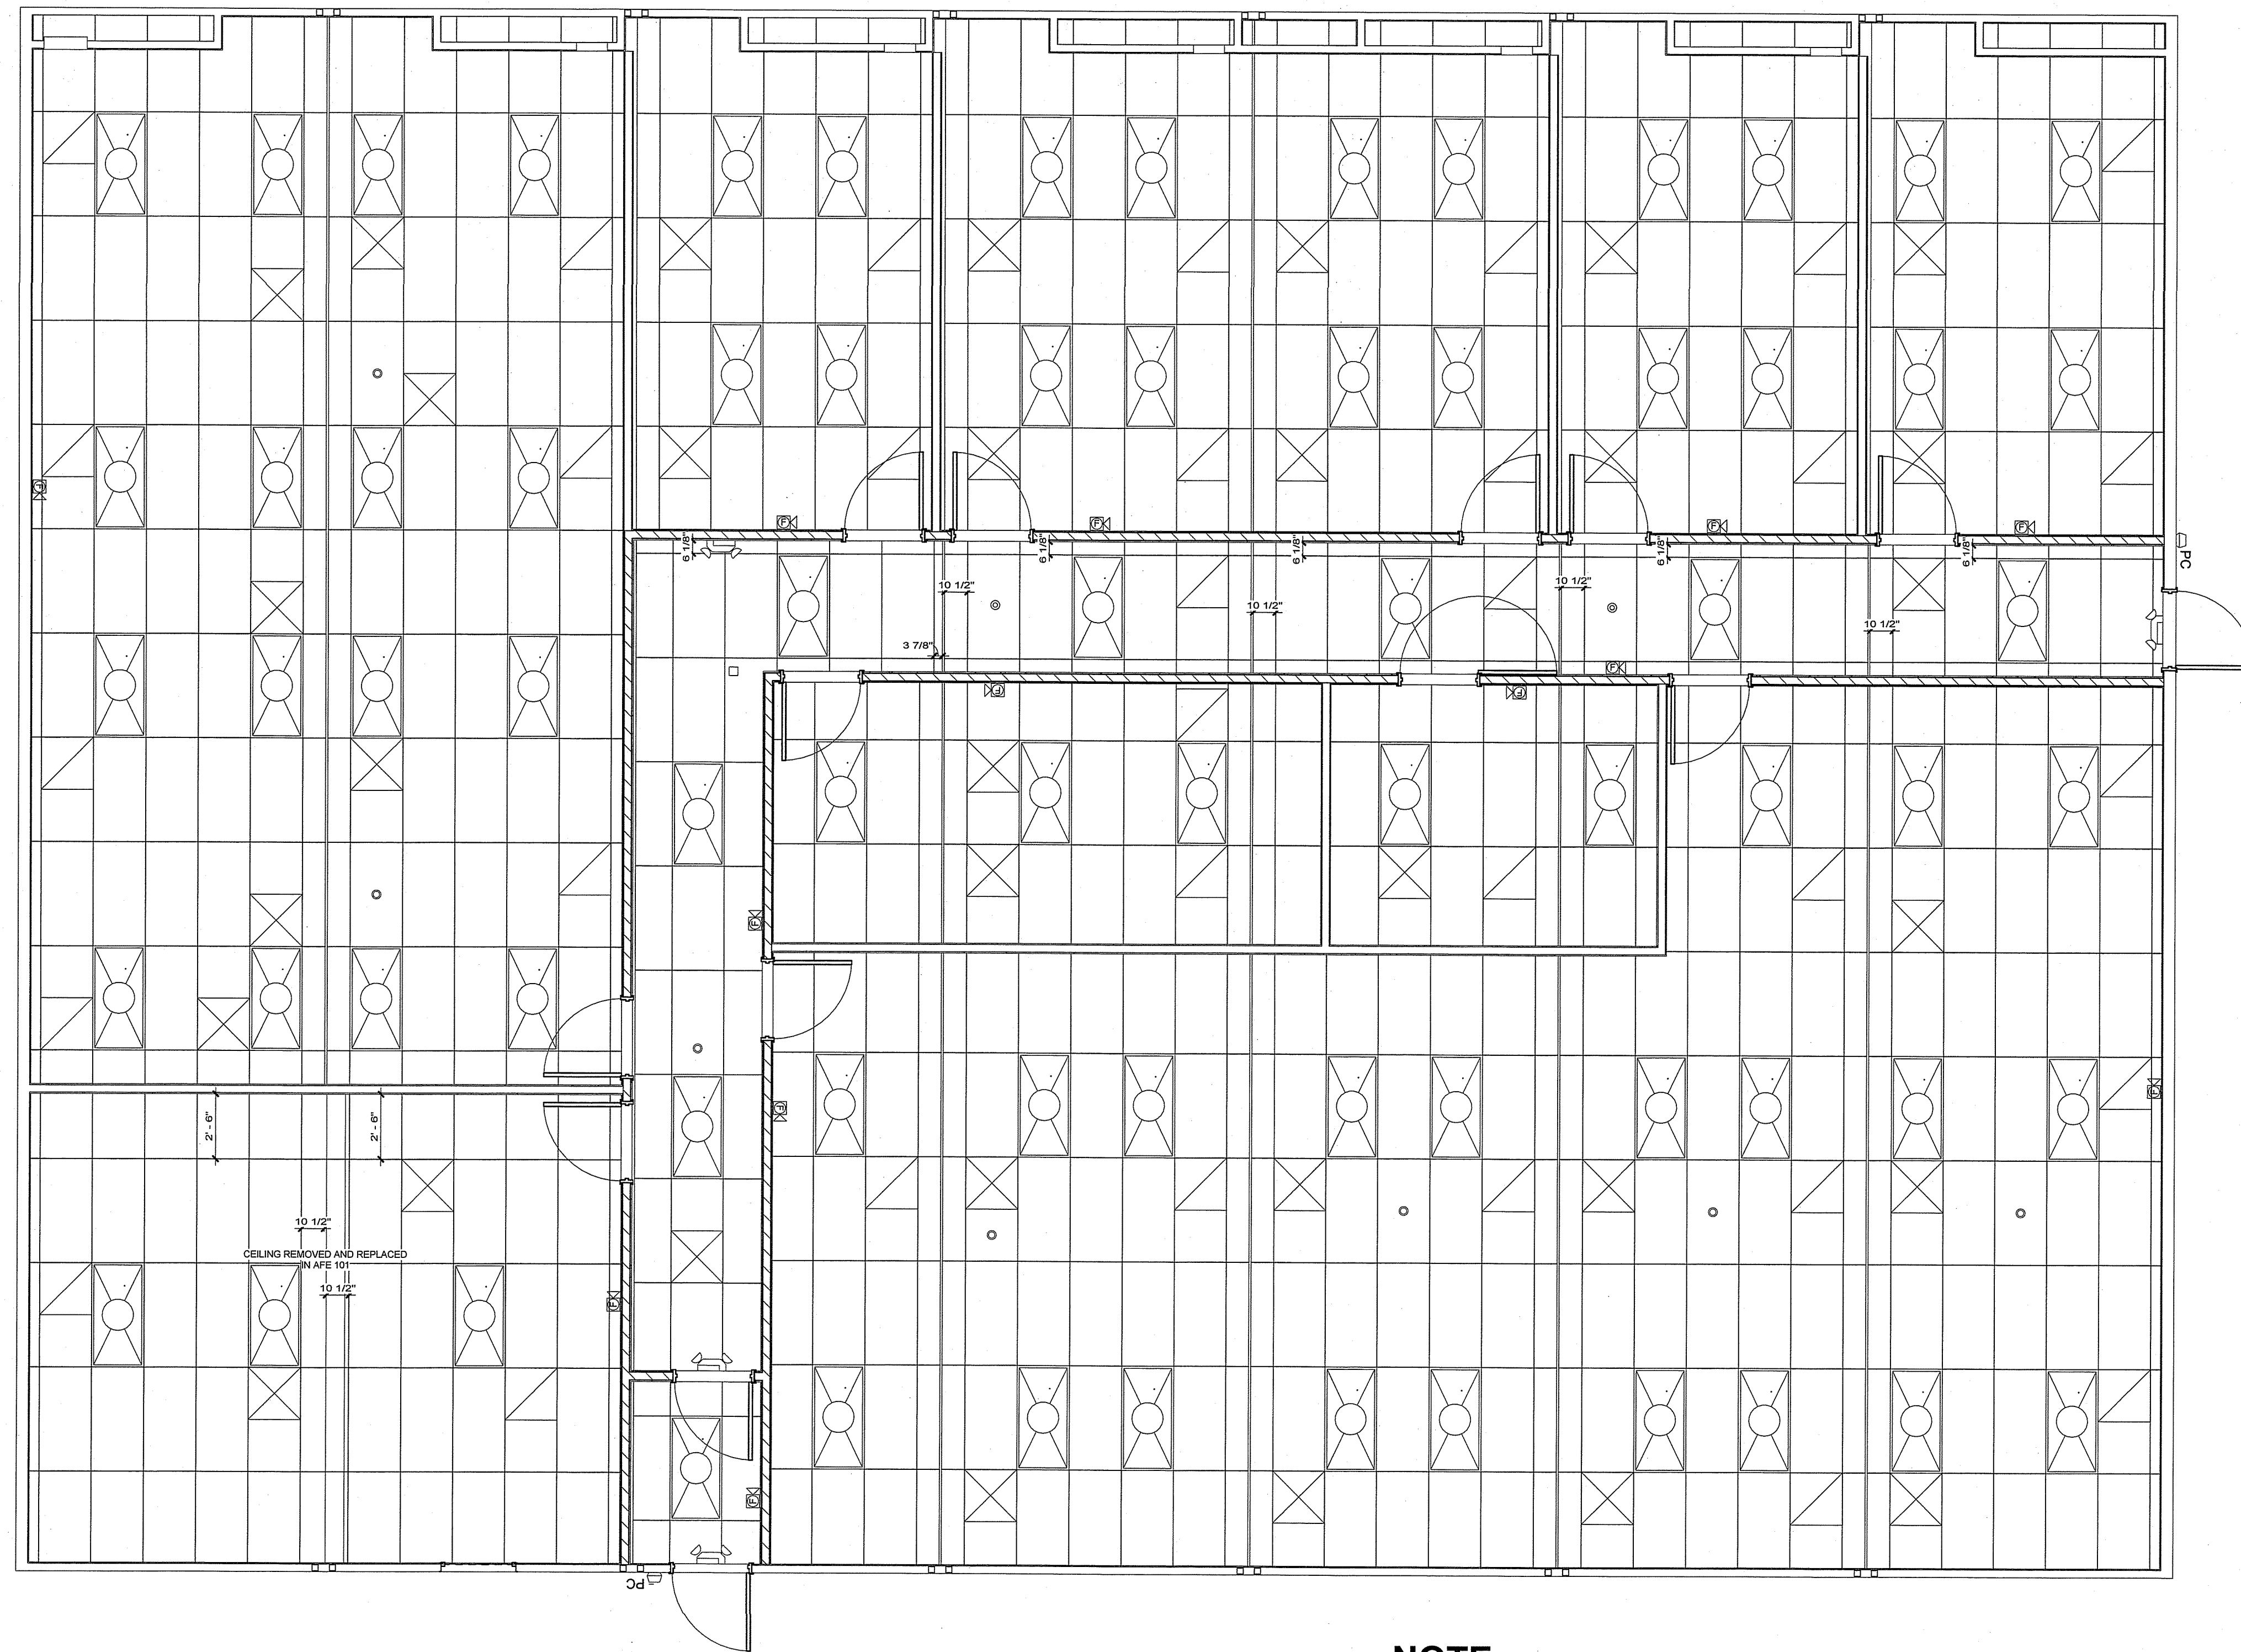 6 1/8"
6 1/8"
6 1/8"
6 1/8"
6 1/8"
PC
10 1/2"
10 1/2"
10 1/2"
10 1/2"
3 7/8"
F
F
F
F
F
F
F
F
F
F
F
F
F
2' - 6"
2' - 6"
10 1/2"
CEILING REMOVED AND REPLACED
IN AFE 101
10 1/2"
PC
NOTE